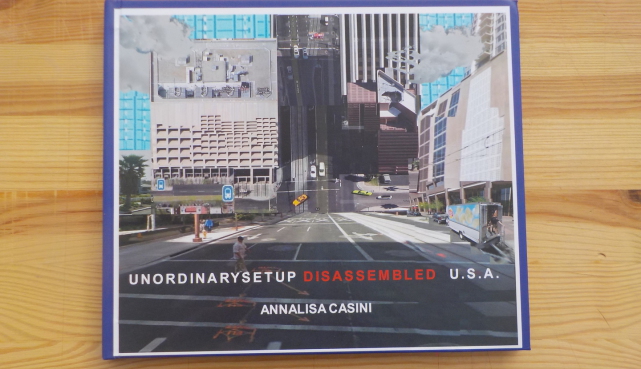 UNORDINARYSETUP DISASSEMBLED U.S.A.
ANNALISA CASINI